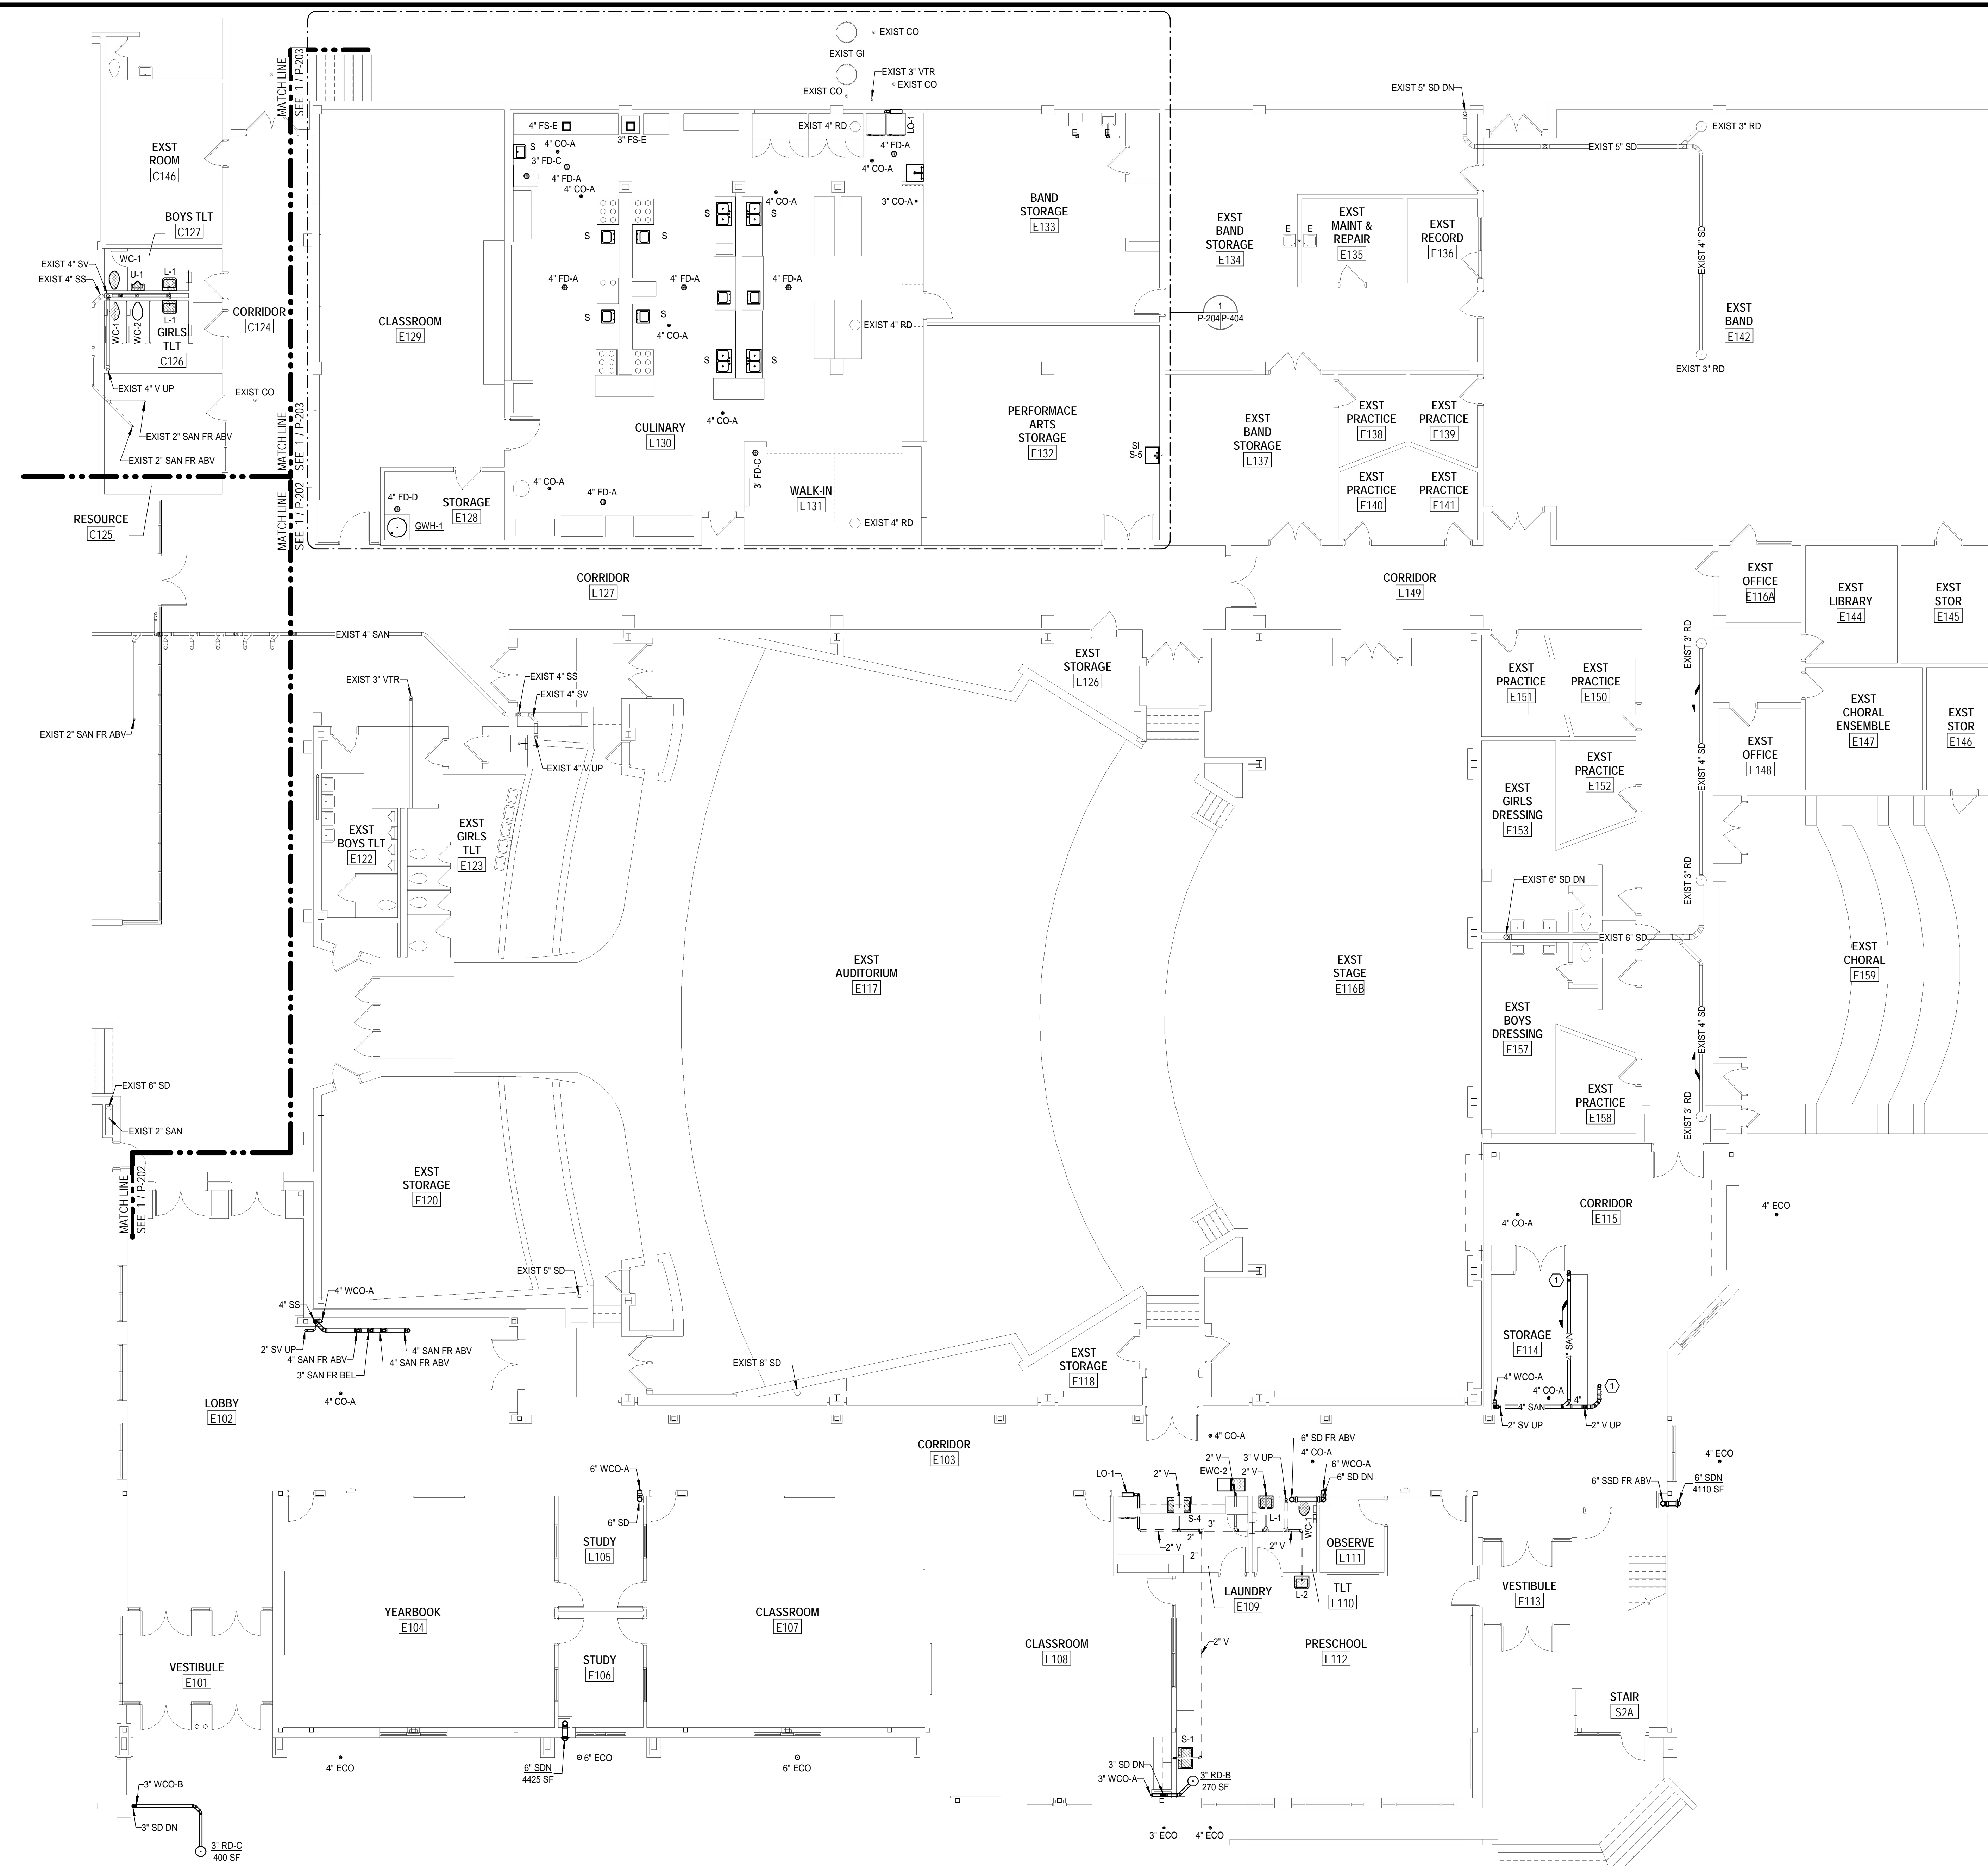 EXIST CO
EXIST GI
EXIST 3" VTR
EXIST CO
EXIST CO
MATCH LINE
SEE 1 / P-203
EXST
ROOM
C146
BOYS TLT
C127
EXIST 4" SV
EXIST 4" SS
WC-1
U-1
L-1
WC-1
WC-2
L-1
GIRLS
TLT
C126
CORRIDOR
C124
EXIST 4" V UP
EXIST CO
EXIST 2" SAN FR ABV
EXIST 2" SAN FR ABV
RESOURCE
C125
MATCH LINE
SEE 1 / P-203
MATCH LINE
SEE 1 / P-202
CLASSROOM
E129
4" FS-E
3" FS-E
S
4" CO-A
3" FD-C
4" FD-A
4" CO-A
EXIST 4" RD
LO-1
4" FD-A
4" CO-A
3" CO-A
4" CO-A
S
S
S
S
4" FD-A
4" FD-A
4" FD-A
S
S
4" CO-A
EXIST 4" RD
S
S
4" CO-A
CULINARY
E130
3" FD-C
4" CO-A
4" FD-A
WALK-IN
E131
EXIST 4" RD
4" FD-D
GWH-1
STORAGE
E128
BAND
STORAGE
E133
PERFORMACE
ARTS
STORAGE
E132
SI
S-5
1
P-204
P-404
EXIST 5" SD DN
EXIST 5" SD
EXIST 3" RD
EXST
BAND
STORAGE
E134
E
E
EXST
MAINT &
REPAIR
E135
EXST
RECORD
E136
EXIST 4" SD
EXST
BAND
E142
EXIST 3" RD
EXST
BAND
STORAGE
E137
EXST
PRACTICE
E138
EXST
PRACTICE
E139
EXST
PRACTICE
E140
EXST
PRACTICE
E141
CORRIDOR
E127
CORRIDOR
E149
EXST
OFFICE
E116A
EXST
LIBRARY
E144
EXST
STOR
E145
EXIST 4" SAN
EXIST 3" VTR
EXIST 4" SS
EXIST 4" SV
EXIST 4" V UP
EXIST 2" SAN FR ABV
EXST
STORAGE
E126
EXST
PRACTICE
E151
EXST
PRACTICE
E150
EXIST 3" RD
EXIST 4" SD
EXST
OFFICE
E148
EXST
CHORAL
ENSEMBLE
E147
EXST
STOR
E146
EXST
PRACTICE
E152
EXST
GIRLS
DRESSING
E153
EXST
BOYS TLT
E122
EXST
GIRLS
TLT
E123
EXIST 3" RD
EXIST 6" SD DN
EXIST 6" SD
EXST
AUDITORIUM
E117
EXST
STAGE
E116B
EXST
CHORAL
E159
EXST
BOYS
DRESSING
E157
EXIST 4" SD
EXST
PRACTICE
E158
EXIST 3" RD
EXIST 6" SD
EXIST 2" SAN
MATCH LINE
SEE 1 / P-202
EXST
STORAGE
E120
CORRIDOR
E115
4" CO-A
4" ECO
EXIST 5" SD
4" SS
4" WCO-A
2" SV UP
4" SAN FR ABV
3" SAN FR BEL
4" SAN FR ABV
4" SAN FR ABV
4" CO-A
LOBBY
E102
EXIST 8" SD
EXST
STORAGE
E118
1
4" SAN
STORAGE
E114
4" WCO-A
4" CO-A
4"
1
4" SAN
2" SV UP
2" V UP
CORRIDOR
E103
4" CO-A
6" SD FR ABV
4" CO-A
6" WCO-A
6" SD DN
4" ECO
6" SSD FR ABV
6" SDN
4110 SF
6" WCO-A
6" SD
LO-1
2" V
EWC-2
2" V
3" V UP
2" V
S-4
3"
2"
2"
2" V
L-1
2" V
WC-1
OBSERVE
E111
L-2
LAUNDRY
E109
TLT
E110
STUDY
E105
YEARBOOK
E104
CLASSROOM
E107
STUDY
E106
CLASSROOM
E108
2" V
PRESCHOOL
E112
VESTIBULE
E113
STAIR
S2A
VESTIBULE
E101
4" ECO
6" SDN
4425 SF
6" ECO
6" ECO
S-1
3" SD DN
3" WCO-A
3" RD-B
270 SF
3" WCO-B
3" SD DN
3" RD-C
400 SF
3" ECO
4" ECO